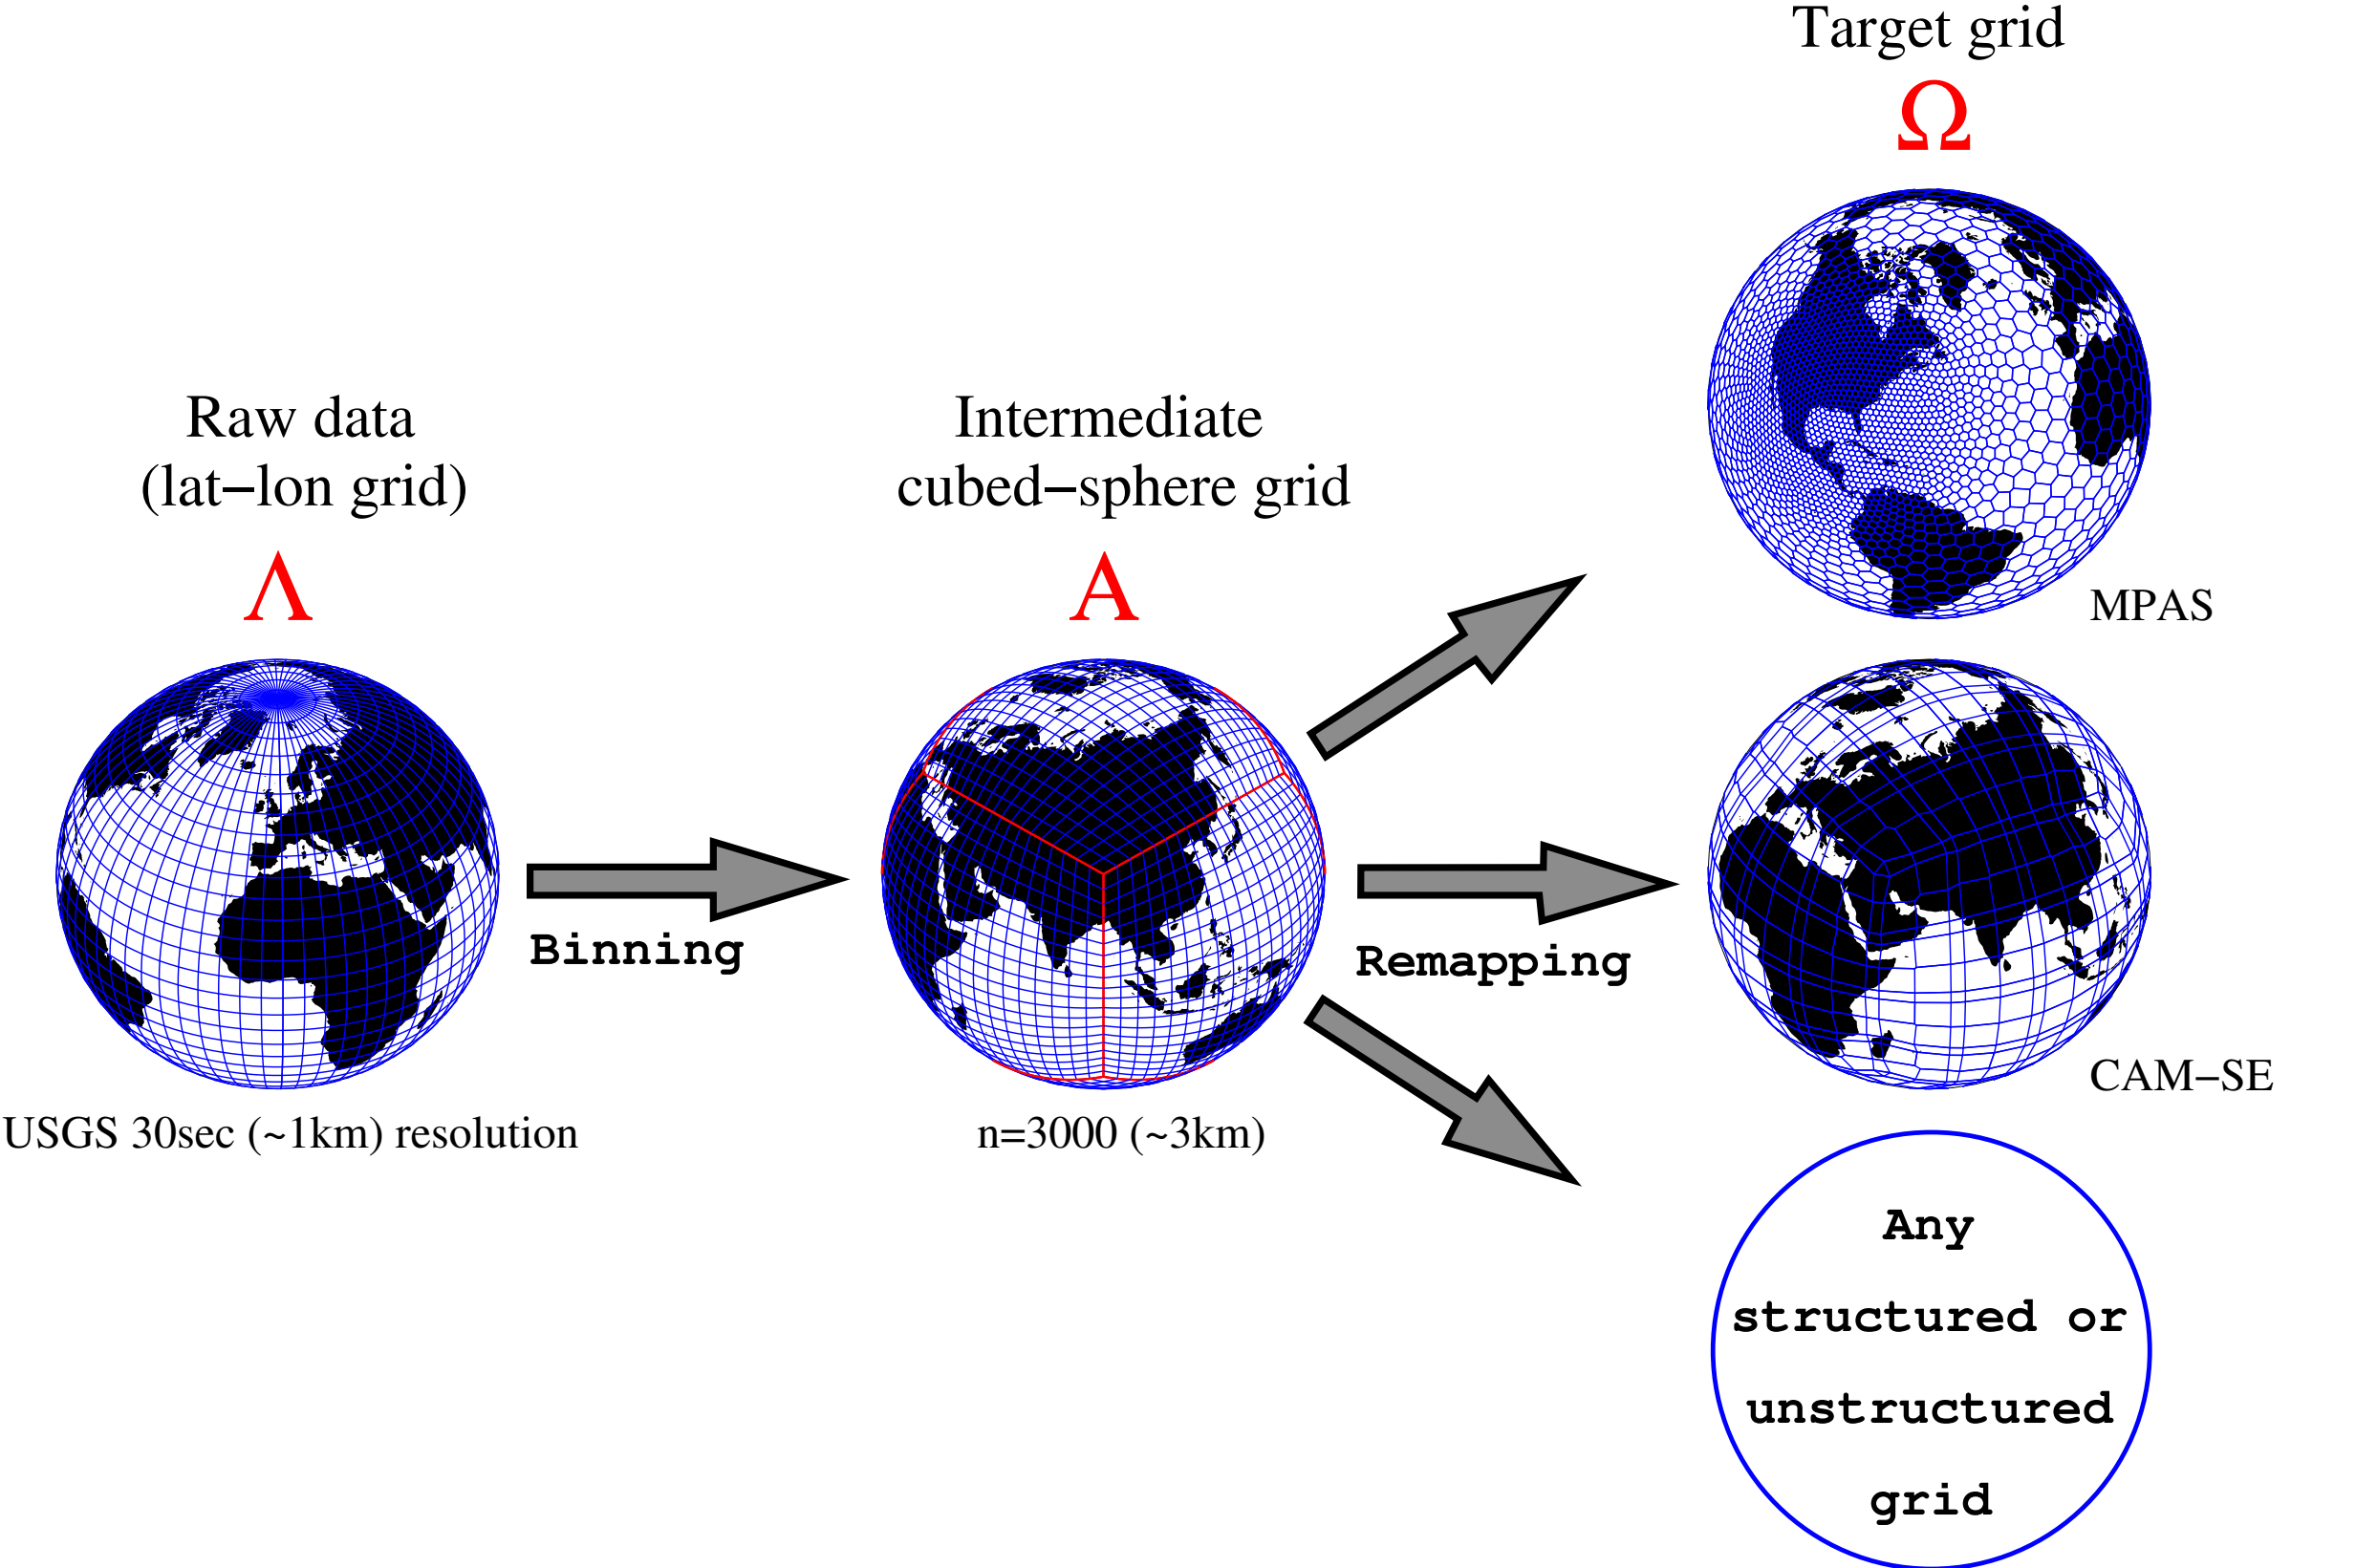 Raw data
(lat−lon grid)
Λ
USGS 30sec (~1km) resolution
Binning
Intermediate
cubed−sphere grid
A
n=3000 (~3km)
Remapping
Target grid
Ω
MPAS
CAM−SE
Any
structured or
unstructured
grid